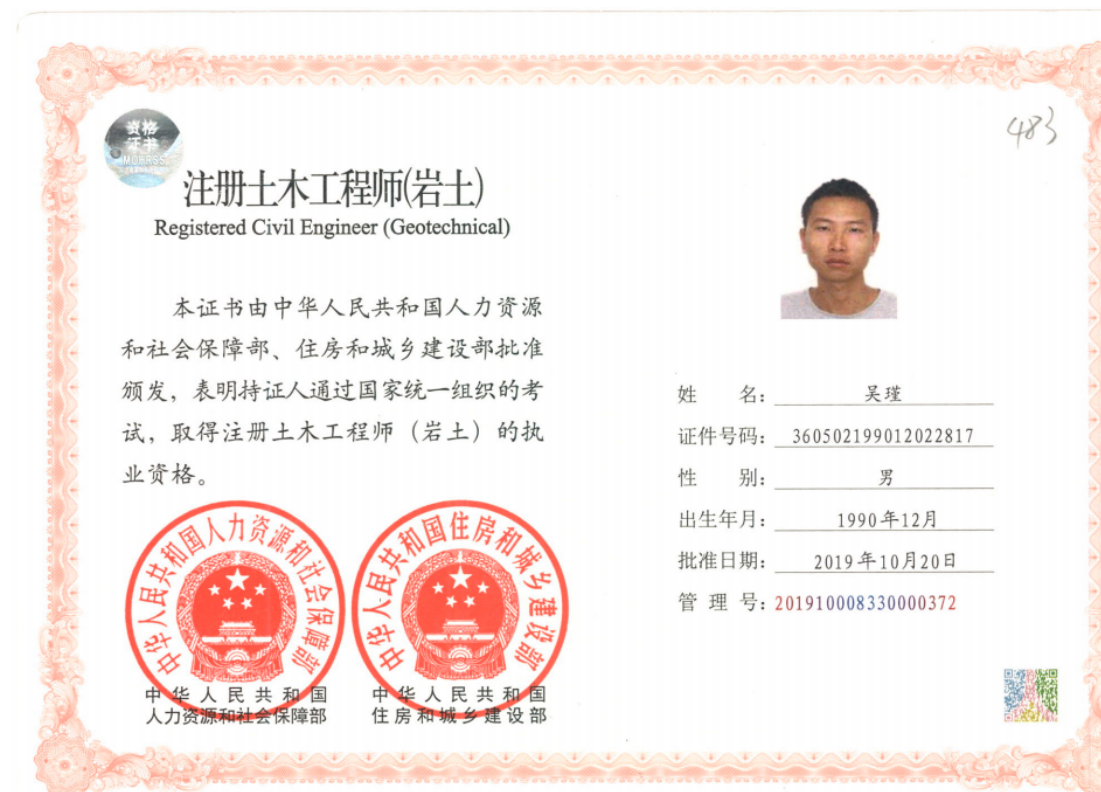 资格
证书
MOHRSS
483
注册土木工程师(岩土)
Registered Civil Engineer (Geotechnical)
本证书由中华人民共和国人力资源
和社会保障部、住房和城乡建设部批准
颁发，表明持证人通过国家统一组织的考
试，取得注册土木工程师（岩土）的执
业资格。
姓 名：吴瑾
证件号码：360502199012022817
性 别：男
出生年月：1990年12月
批准日期：2019年10月20日
管 理 号：201910008330000372
中华人民共和国人力资源和社会保障部
中华人民共和国住房和城乡建设部
中华人民共和国
人力资源和社会保障部
中华人民共和国
住房和城乡建设部